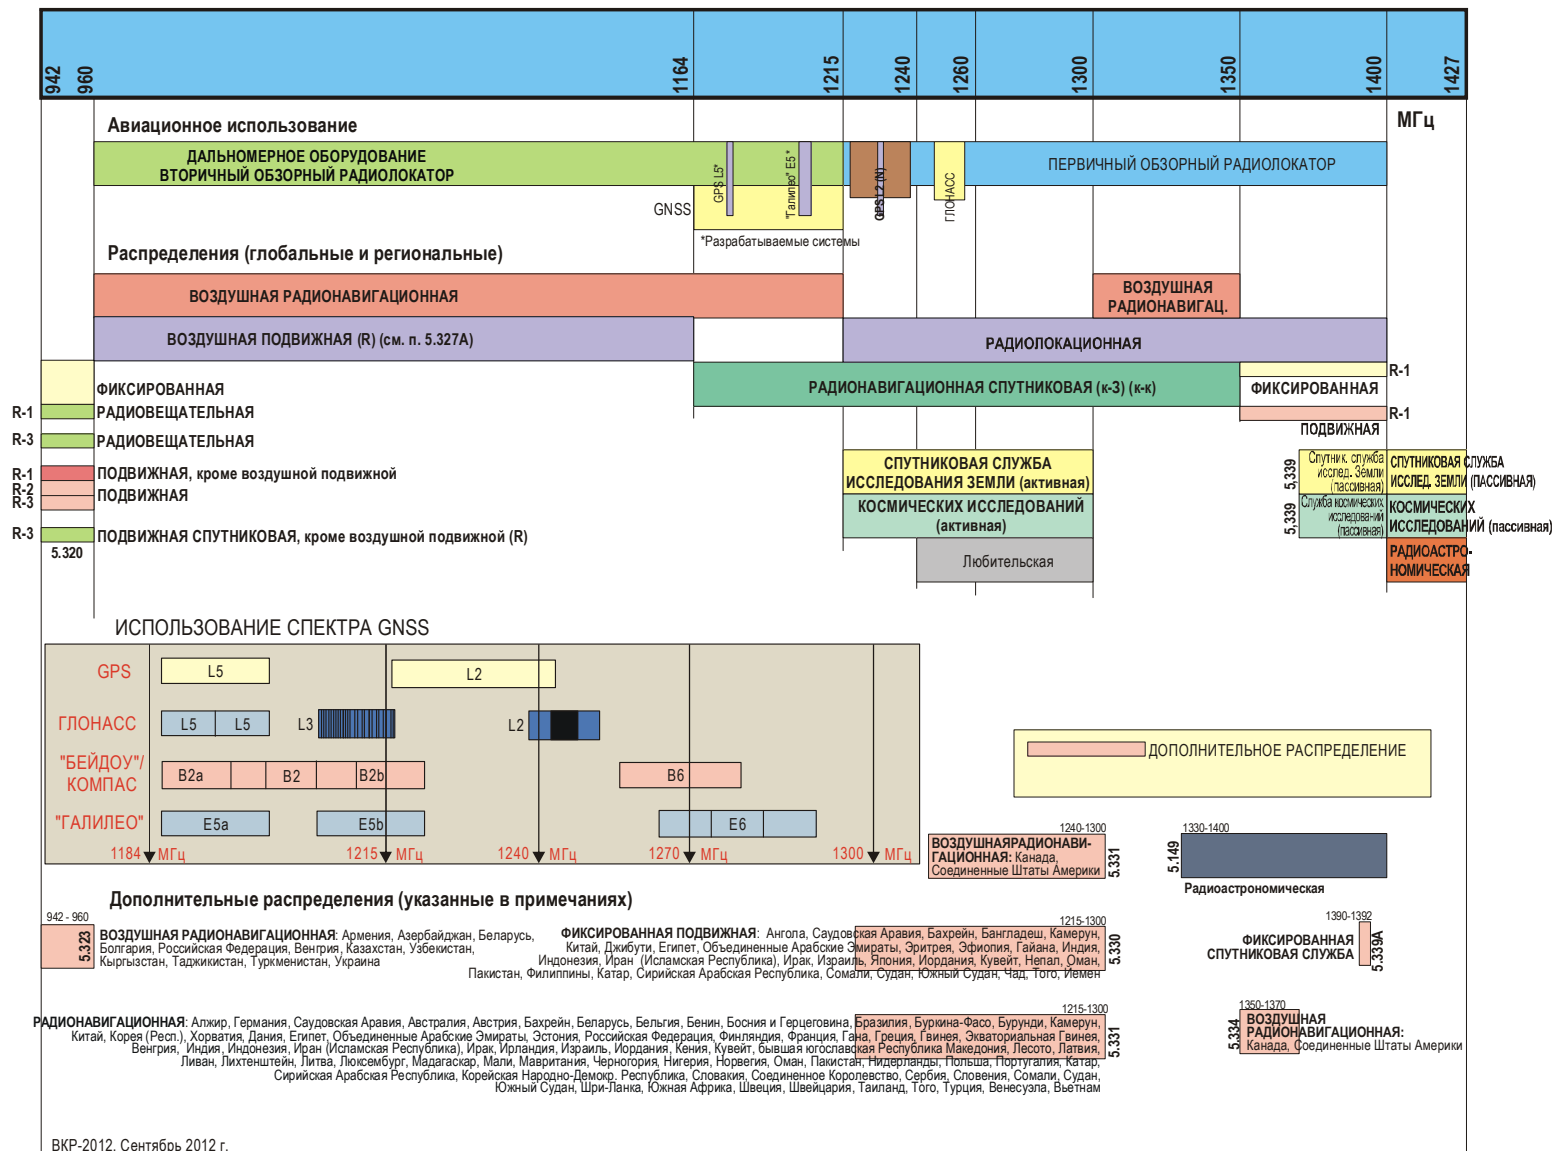 942
960
1164
1215
1240
1260
1300
1350
1400
1427
МГц
Авиационное использование
ДАЛЬНОМЕРНОЕ ОБОРУДОВАНИЕ
ВТОРИЧНЫЙ ОБЗОРНЫЙ РАДИОЛОКАТОР
GPS L5*
"Галилео" E5 *
GPS L2 (N)
ГЛОНАСС
ПЕРВИЧНЫЙ ОБЗОРНЫЙ РАДИОЛОКАТОР
GNSS
*Разрабатываемые системы
Распределения (глобальные и региональные)
ВОЗДУШНАЯ РАДИОНАВИГАЦИОННАЯ
ВОЗДУШНАЯ
РАДИОНАВИГАЦ.
ВОЗДУШНАЯ ПОДВИЖНАЯ (R) (см. п. 5.327A)
РАДИОЛОКАЦИОННАЯ
РАДИОНАВИГАЦИОННАЯ СПУТНИКОВАЯ (к-З) (к-к)
R-1
ФИКСИРОВАННАЯ
R-1
ПОДВИЖНАЯ
ФИКСИРОВАННАЯ
R-1 РАДИОВЕЩАТЕЛЬНАЯ
R-3 РАДИОВЕЩАТЕЛЬНАЯ
R-1 ПОДВИЖНАЯ, кроме воздушной подвижной
R-2
R-3 ПОДВИЖНАЯ
R-3 ПОДВИЖНАЯ СПУТНИКОВАЯ, кроме воздушной подвижной (R)
5.320
СПУТНИКОВАЯ СЛУЖБА
ИССЛЕДОВАНИЯ ЗЕМЛИ (активная)
КОСМИЧЕСКИХ ИССЛЕДОВАНИЙ
(активная)
Любительская
5,339
Спутник. служба
исслед. Земли
(пассивная)
СПУТНИКОВАЯ СЛУЖБА
ИССЛЕД. ЗЕМЛИ (ПАССИВНАЯ)
5,339
Служба космических
исследований
(пассивная)
КОСМИЧЕСКИХ
ИССЛЕДОВАНИЙ (пассивная)
РАДИОАСТРО-
НОМИЧЕСКАЯ
ИСПОЛЬЗОВАНИЕ СПЕКТРА GNSS
GPS
L5
L2
ГЛОНАСС
L5
L5
L3
L2
"БЕЙДОУ"/
КОМПАС
B2a
B2
B2b
B6
"ГАЛИЛЕО"
E5a
E5b
E6
1184 МГц
1215 МГц
1240 МГц
1270 МГц
1300 МГц
ДОПОЛНИТЕЛЬНОЕ РАСПРЕДЕЛЕНИЕ
1240-1300
ВОЗДУШНАЯРАДИОНАВИ-
ГАЦИОННАЯ: Канада,
Соединенные Штаты Америки
5.331
1330-1400
5.149
Радиоастрономическая
Дополнительные распределения (указанные в примечаниях)
942 - 960
5.323
ВОЗДУШНАЯ РАДИОНАВИГАЦИОННАЯ: Армения, Азербайджан, Беларусь,
Болгария, Российская Федерация, Венгрия, Казахстан, Узбекистан,
Кыргызстан, Таджикистан, Туркменистан, Украина
1215-1300
ФИКСИРОВАННАЯ ПОДВИЖНАЯ: Ангола, Саудовская Аравия, Бахрейн, Бангладеш, Камерун,
Китай, Джибути, Египет, Объединенные Арабские Эмираты, Эритрея, Эфиопия, Гайана, Индия,
Индонезия, Иран (Исламская Республика), Ирак, Израиль, Япония, Иордания, Кувейт, Непал, Оман,
Пакистан, Филиппины, Катар, Сирийская Арабская Республика, Сомали, Судан, Южный Судан, Чад, Того, Йемен
5.330
1390-1392
ФИКСИРОВАННАЯ
СПУТНИКОВАЯ СЛУЖБА
5.339A
1215-1300
РАДИОНАВИГАЦИОННАЯ: Алжир, Германия, Саудовская Аравия, Австралия, Австрия, Бахрейн, Беларусь, Бельгия, Бенин, Босния и Герцеговина, Бразилия, Буркина-Фасо, Бурунди, Камерун,
Китай, Корея (Респ.), Хорватия, Дания, Египет, Объединенные Арабские Эмираты, Эстония, Российская Федерация, Финляндия, Франция, Гана, Греция, Гвинея, Экваториальная Гвинея,
Венгрия, Индия, Индонезия, Иран (Исламская Республика), Ирак, Ирландия, Израиль, Иордания, Кения, Кувейт, бывшая югославская Республика Македония, Лесото, Латвия,
Ливан, Лихтенштейн, Литва, Люксембург, Мадагаскар, Мали, Мавритания, Черногория, Нигерия, Норвегия, Оман, Пакистан, Нидерланды, Польша, Португалия, Катар,
Сирийская Арабская Республика, Корейская Народно-Демокр. Республика, Словакия, Соединенное Королевство, Сербия, Словения, Сомали, Судан,
Южный Судан, Шри-Ланка, Южная Африка, Швеция, Швейцария, Таиланд, Того, Турция, Венесуэла, Вьетнам
5.331
1350-1370
5.334
ВОЗДУШНАЯ
РАДИОНАВИГАЦИОННАЯ:
Канада, Соединенные Штаты Америки
ВКР-2012. Сентябрь 2012 г.